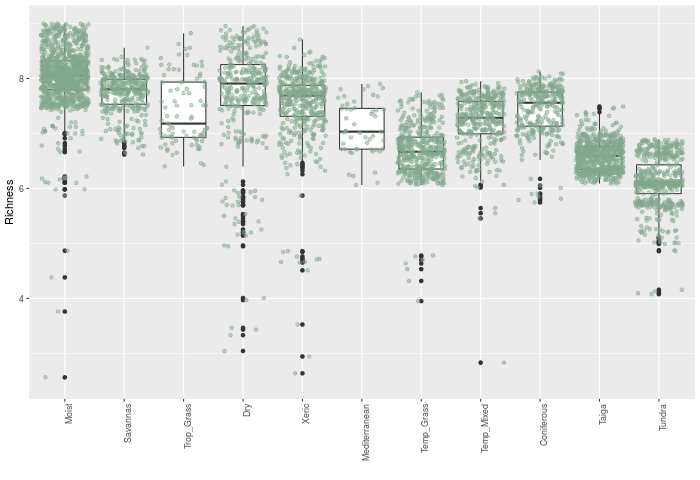 Richness
8
6
4
Moist
Savannas
Trop_Grass
Dry
Xeric
Mediterranean
Temp_Grass
Temp_Mixed
Coniferous
Taiga
Tundra